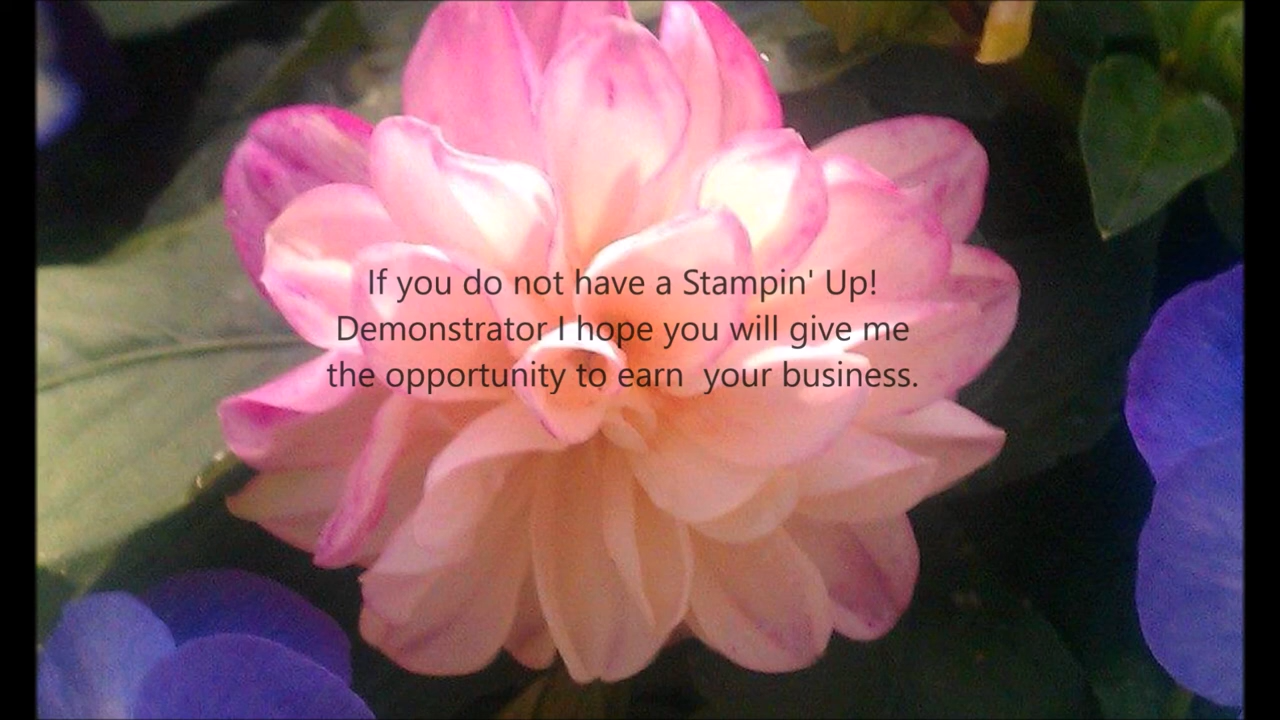 If you do not have a Stampin' Up!
Demonstrator I hope you will give me
the opportunity to earn  your business.